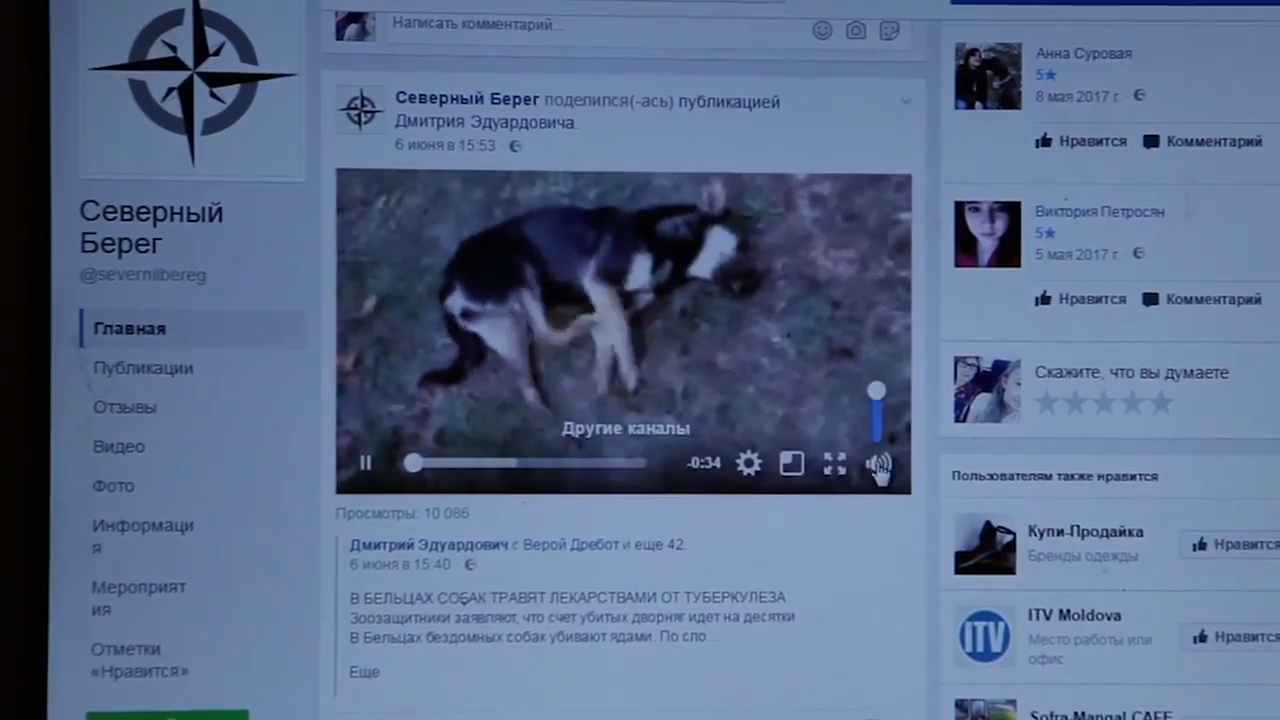 Написать комментарий...
Северный Берег поделился(-ась) публикацией
Дмитрия Эдуардовича.
6 июня в 15:53 ·
Северный
Берег
@severniibereg
Главная
Публикации
Отзывы
Видео
Фото
Информаци
я
Мероприят
ия
Отметки
«Нравится»
Другие каналы
-0:34
Просмотры: 10 086
Дмитрий Эдуардович с Верой Дребот и еще 42.
6 июня в 15:40 ·
В БЕЛЬЦАХ СОБАК ТРАВЯТ ЛЕКАРСТВАМИ ОТ ТУБЕРКУЛЕЗА
Зоозащитники заявляют, что счет убитых дворняг идет на десятки
В Бельцах бездомных собак убивают ядами. По сло...
Еще
Анна Суровая
5★
8 мая 2017 г. ·
Нравится Комментарий
Виктория Петросян
5★
5 мая 2017 г. ·
Нравится Комментарий
Скажите, что вы думаете
Пользователям также нравится
Купи-Продайка
Бренды одежды
Нравится
ITV
ITV Moldova
Место работы или
офис
Нравится
Sofra-Mangal CAFE